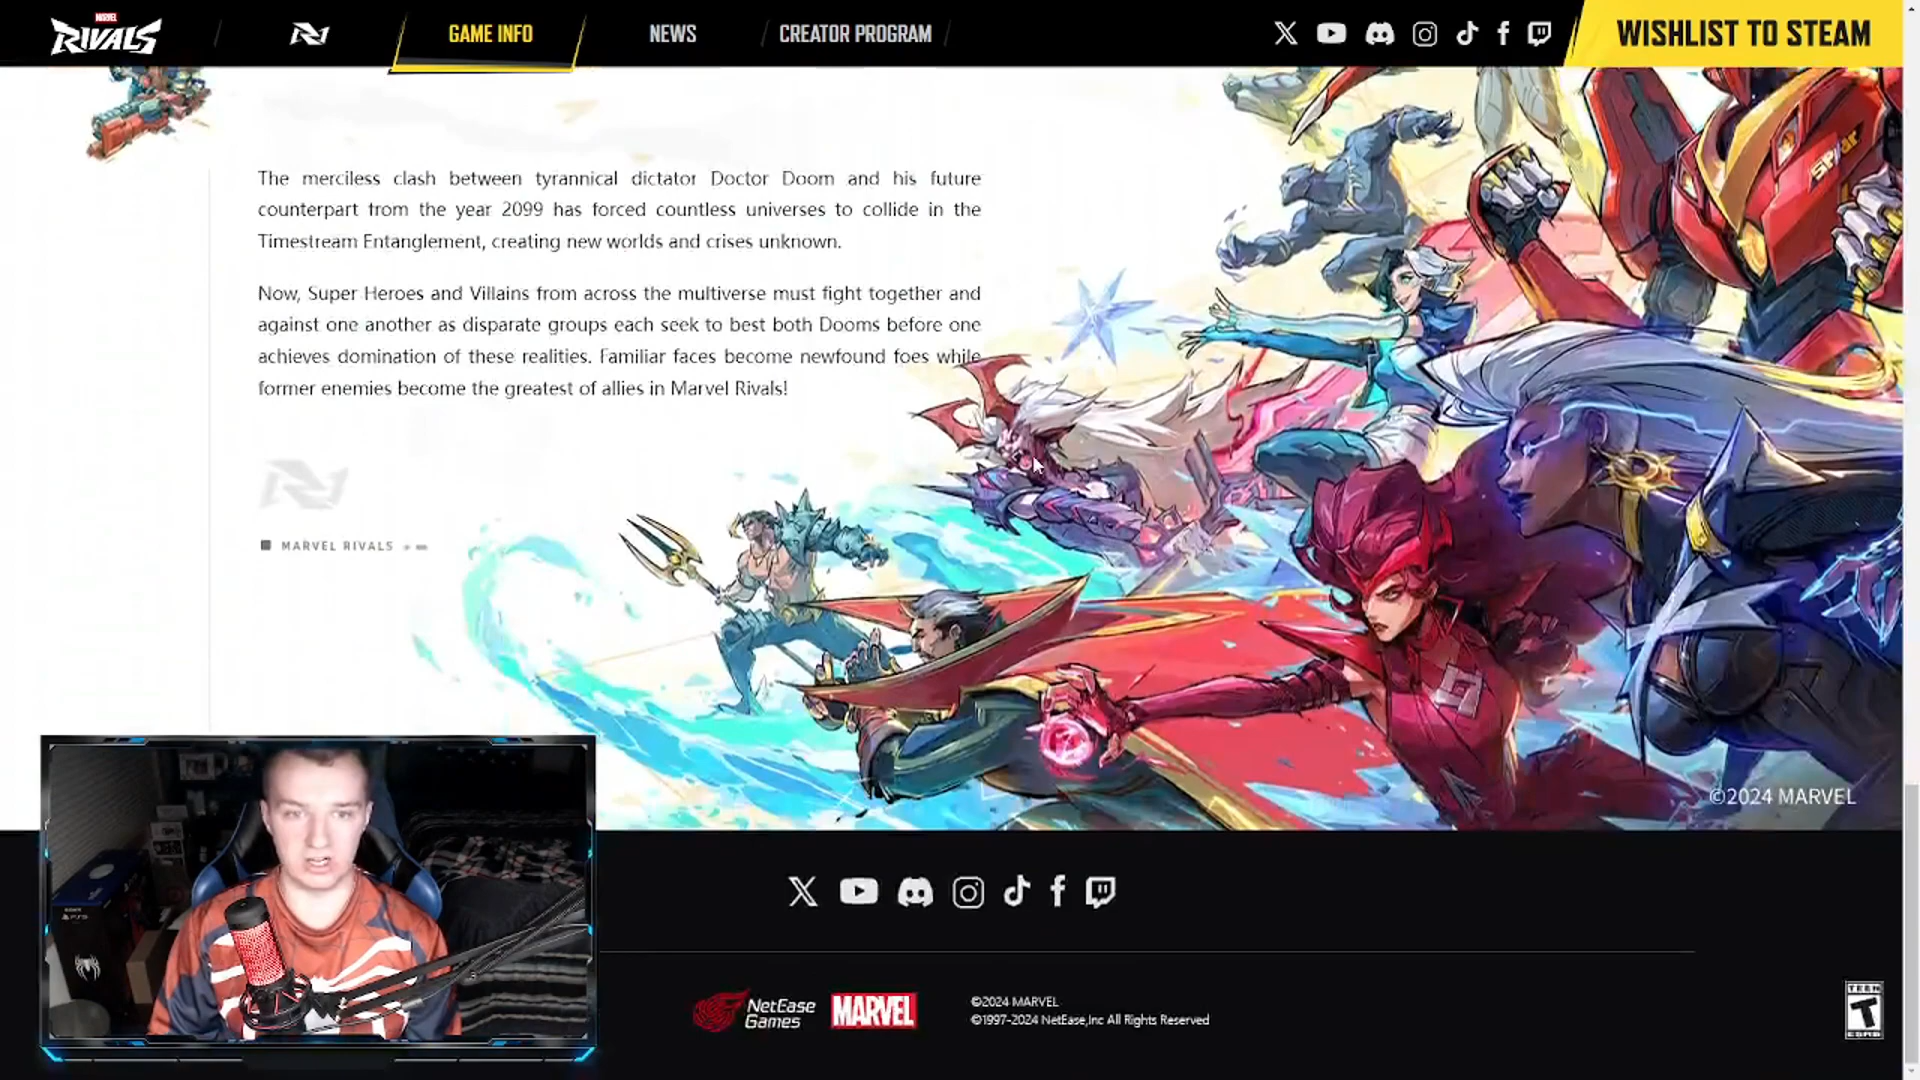 MARVEL
RIVALS
GAME INFO
NEWS
CREATOR PROGRAM
WISHLIST TO STEAM
The merciless clash between tyrannical dictator Doctor Doom and his future
counterpart from the year 2099 has forced countless universes to collide in the
Timestream Entanglement, creating new worlds and crises unknown.
Now, Super Heroes and Villains from across the multiverse must fight together and
against one another as disparate groups each seek to best both Dooms before one
achieves domination of these realities. Familiar faces become newfound foes while
former enemies become the greatest of allies in Marvel Rivals!
MARVEL RIVALS
©2024 MARVEL
NetEase
Games
MARVEL
©2024 MARVEL
©1997-2024 NetEase,Inc All Rights Reserved
TEEN
T
ESRB